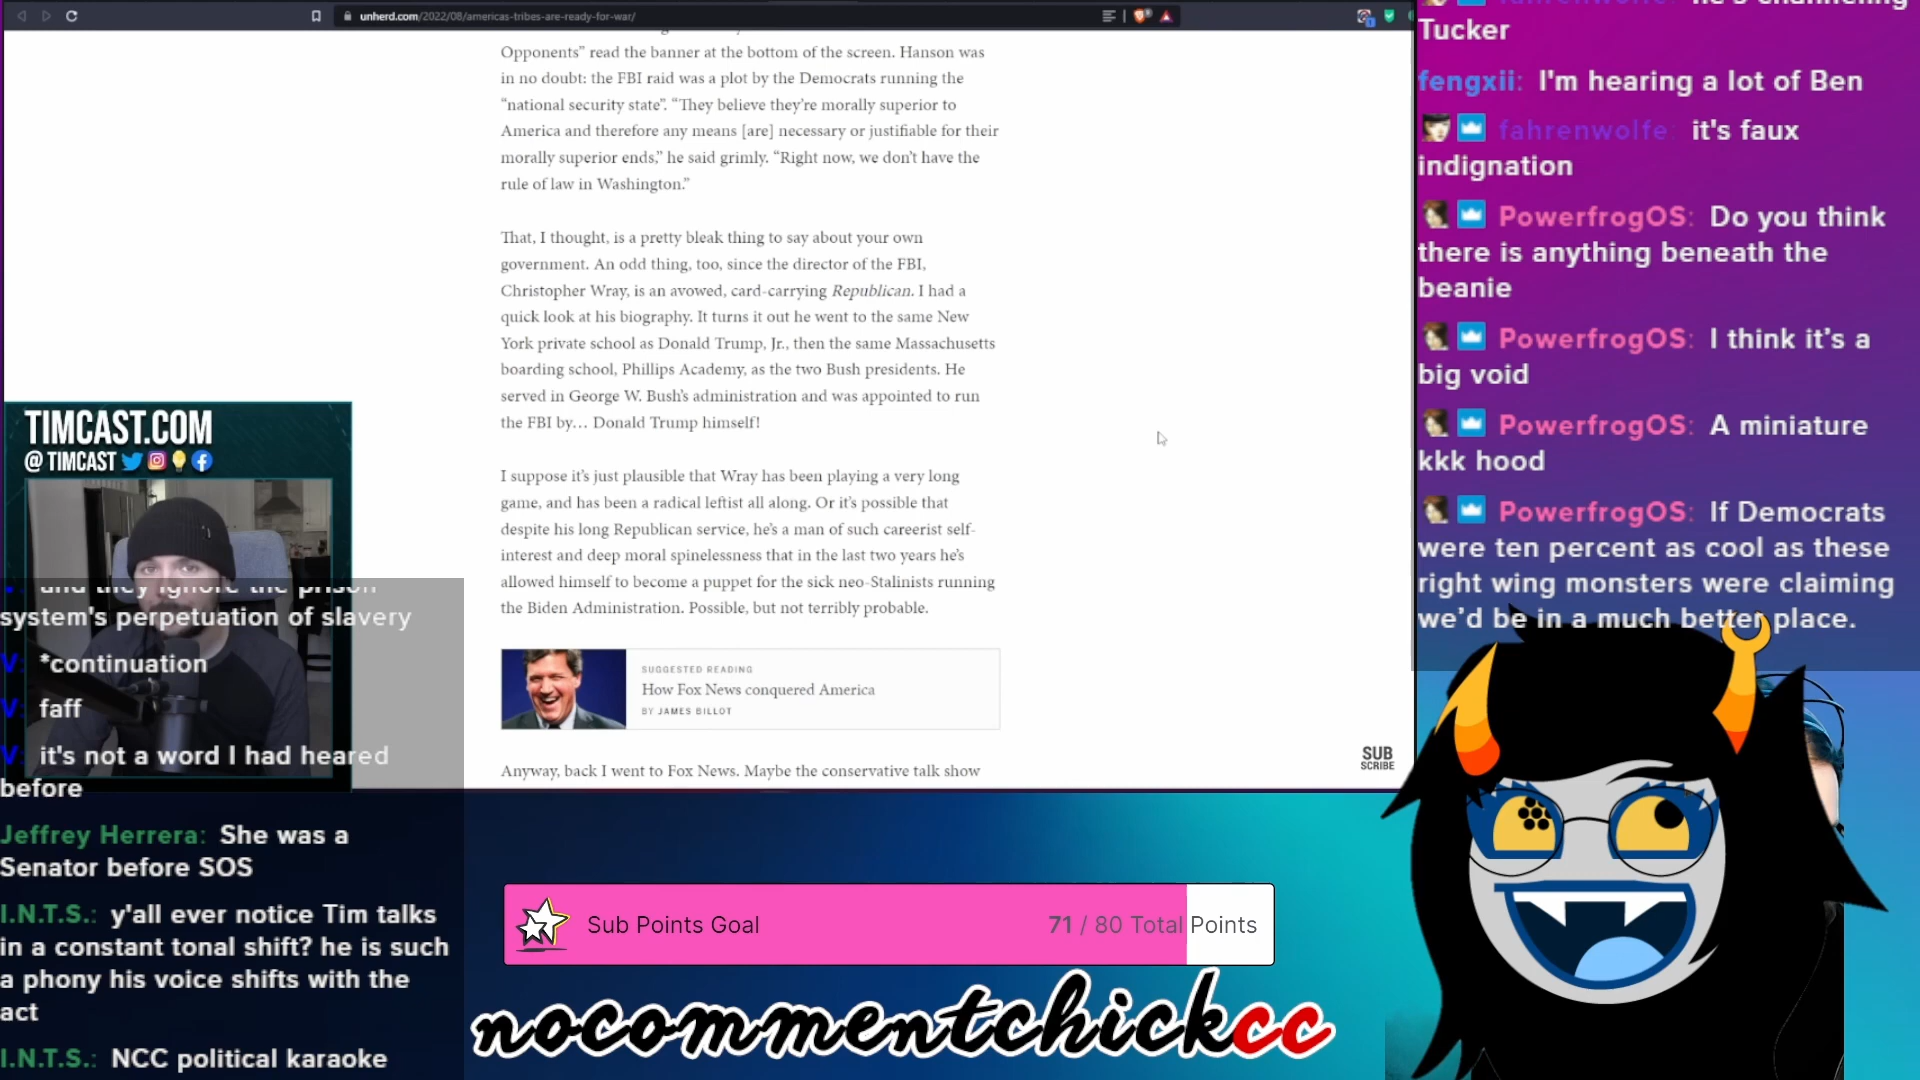 unherd.com/2022/08/americas-tribes-are-ready-for-war/
Opponents” read the banner at the bottom of the screen. Hanson was
in no doubt: the FBI raid was a plot by the Democrats running the
“national security state”. “They believe they’re morally superior to
America and therefore any means [are] necessary or justifiable for their
morally superior ends,” he said grimly. “Right now, we don’t have the
rule of law in Washington.”
That, I thought, is a pretty bleak thing to say about your own
government. An odd thing, too, since the director of the FBI,
Christopher Wray, is an avowed, card-carrying Republican. I had a
quick look at his biography. It turns it out he went to the same New
York private school as Donald Trump, Jr., then the same Massachusetts
boarding school, Phillips Academy, as the two Bush presidents. He
served in George W. Bush’s administration and was appointed to run
the FBI by… Donald Trump himself!
I suppose it’s just plausible that Wray has been playing a very long
game, and has been a radical leftist all along. Or it’s possible that
despite his long Republican service, he’s a man of such careerist self-
interest and deep moral spinelessness that in the last two years he’s
allowed himself to become a puppet for the sick neo-Stalinists running
the Biden Administration. Possible, but not terribly probable.
SUGGESTED READING
How Fox News conquered America
BY JAMES BILLOT
Anyway, back I went to Fox News. Maybe the conservative talk show
SUB
SCRIBE
TIMCAST.COM
@TIMCAST
and they ignore the prison
system's perpetuation of slavery
V: *continuation
V: faff
V: it's not a word I had heared
before
Jeffrey Herrera: She was a
Senator before SOS
I.N.T.S.: y'all ever notice Tim talks
in a constant tonal shift? he is such
a phony his voice shifts with the
act
I.N.T.S.: NCC political karaoke
fahrenwolfe: he's channeling
Tucker
fengxii: I'm hearing a lot of Ben
fahrenwolfe: it's faux
indignation
PowerfrogOS: Do you think
there is anything beneath the
beanie
PowerfrogOS: I think it's a
big void
PowerfrogOS: A miniature
kkk hood
PowerfrogOS: If Democrats
were ten percent as cool as these
right wing monsters were claiming
we'd be in a much better place.
Sub Points Goal
71 / 80 Total Points
nocommentchickcc